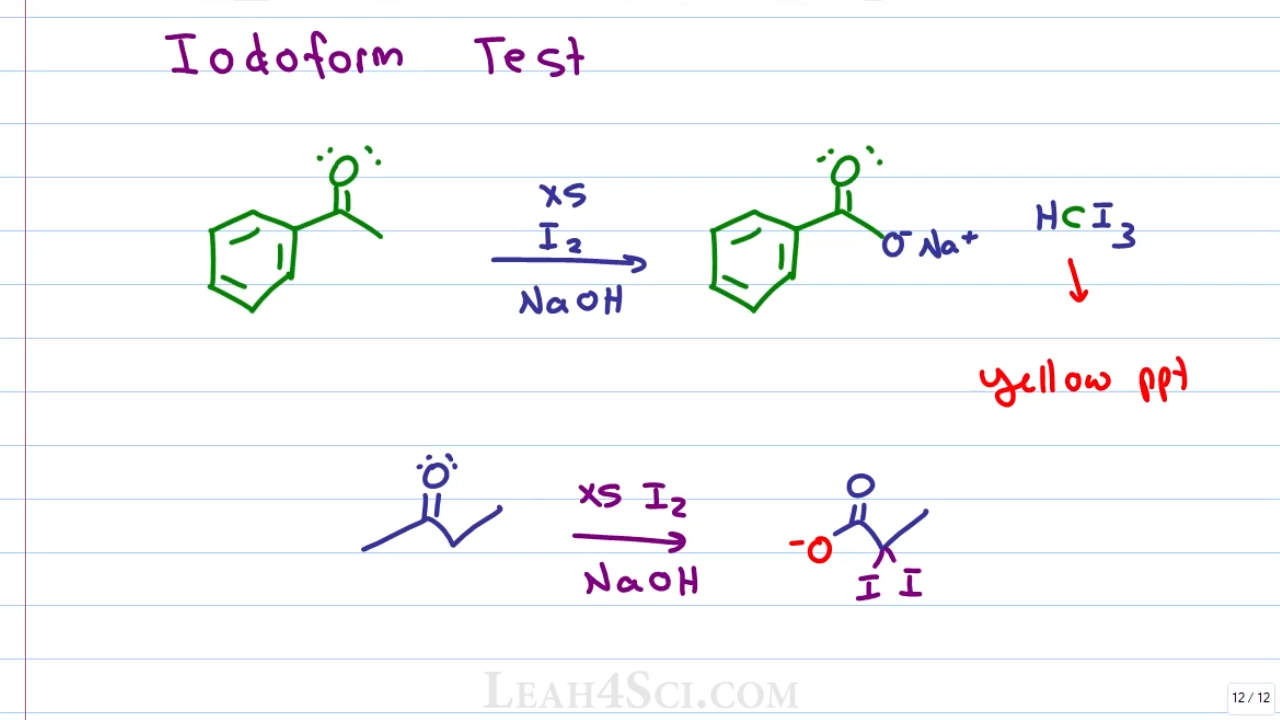 Iodoform Test
O
xs
I2
NaOH
O
O- Na+
HCI3
yellow ppt
O
xs I2
NaOH
O
-O
I I
LEAH4SCI.COM
12 / 12